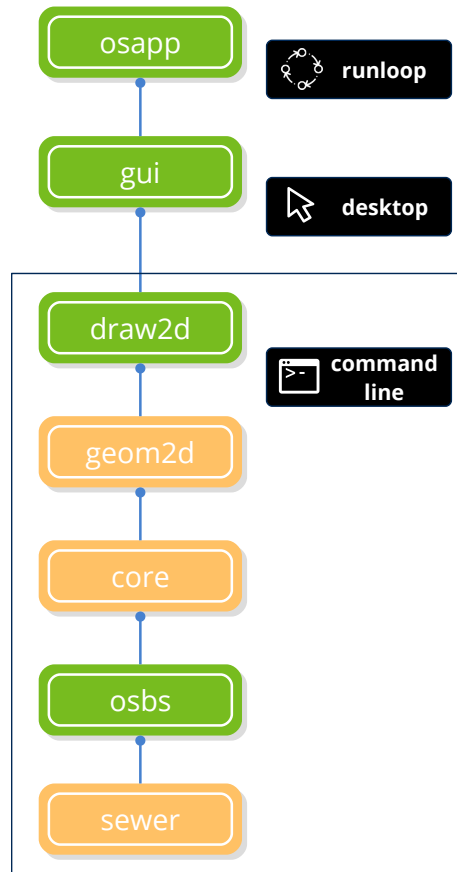 osapp
runloop
gui
desktop
draw2d
command
line
>-
geom2d
core
osbs
sewer